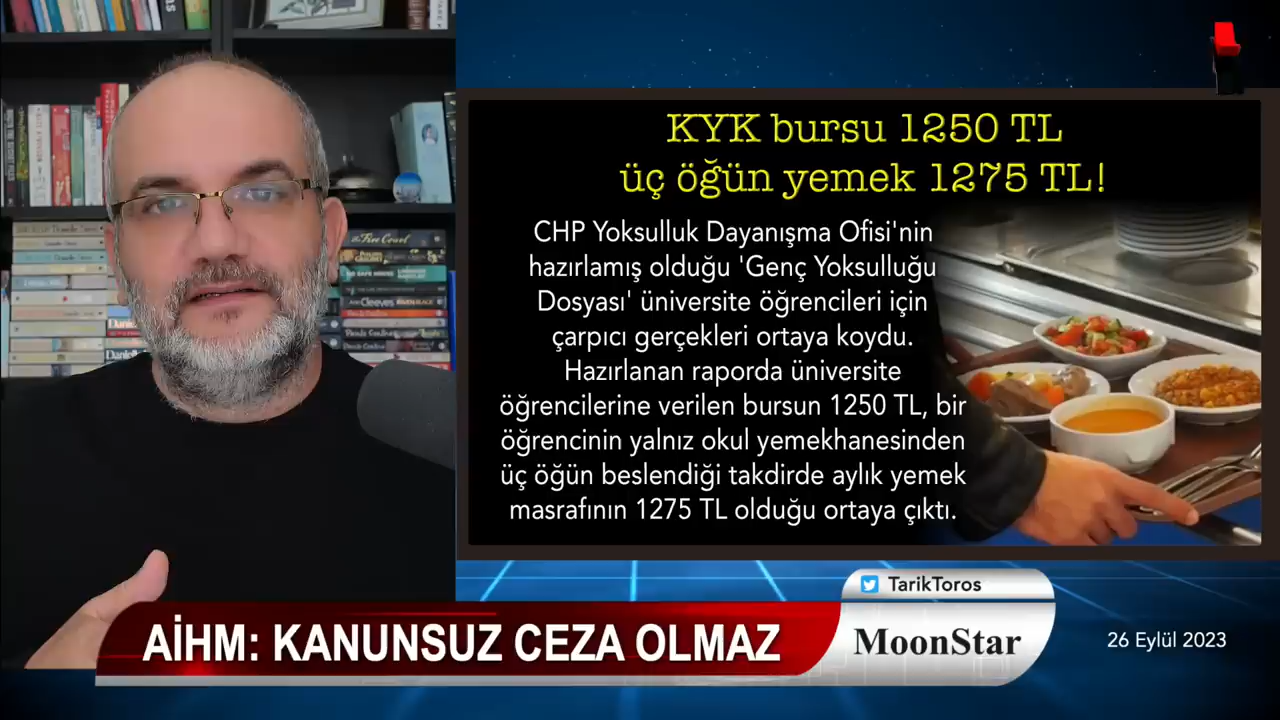 KYK bursu 1250 TL
üç öğün yemek 1275 TL!
CHP Yoksulluk Dayanışma Ofisi'nin
hazırlamış olduğu 'Genç Yoksulluğu
Dosyası' üniversite öğrencileri için
çarpıcı gerçekleri ortaya koydu.
Hazırlanan raporda üniversite
öğrencilerine verilen bursun 1250 TL, bir
öğrencinin yalnız okul yemekhanesinden
üç öğün beslendiği takdirde aylık yemek
masrafının 1275 TL olduğu ortaya çıktı.
TarikToros
AİHM: KANUNSUZ CEZA OLMAZ
MoonStar
26 Eylül 2023